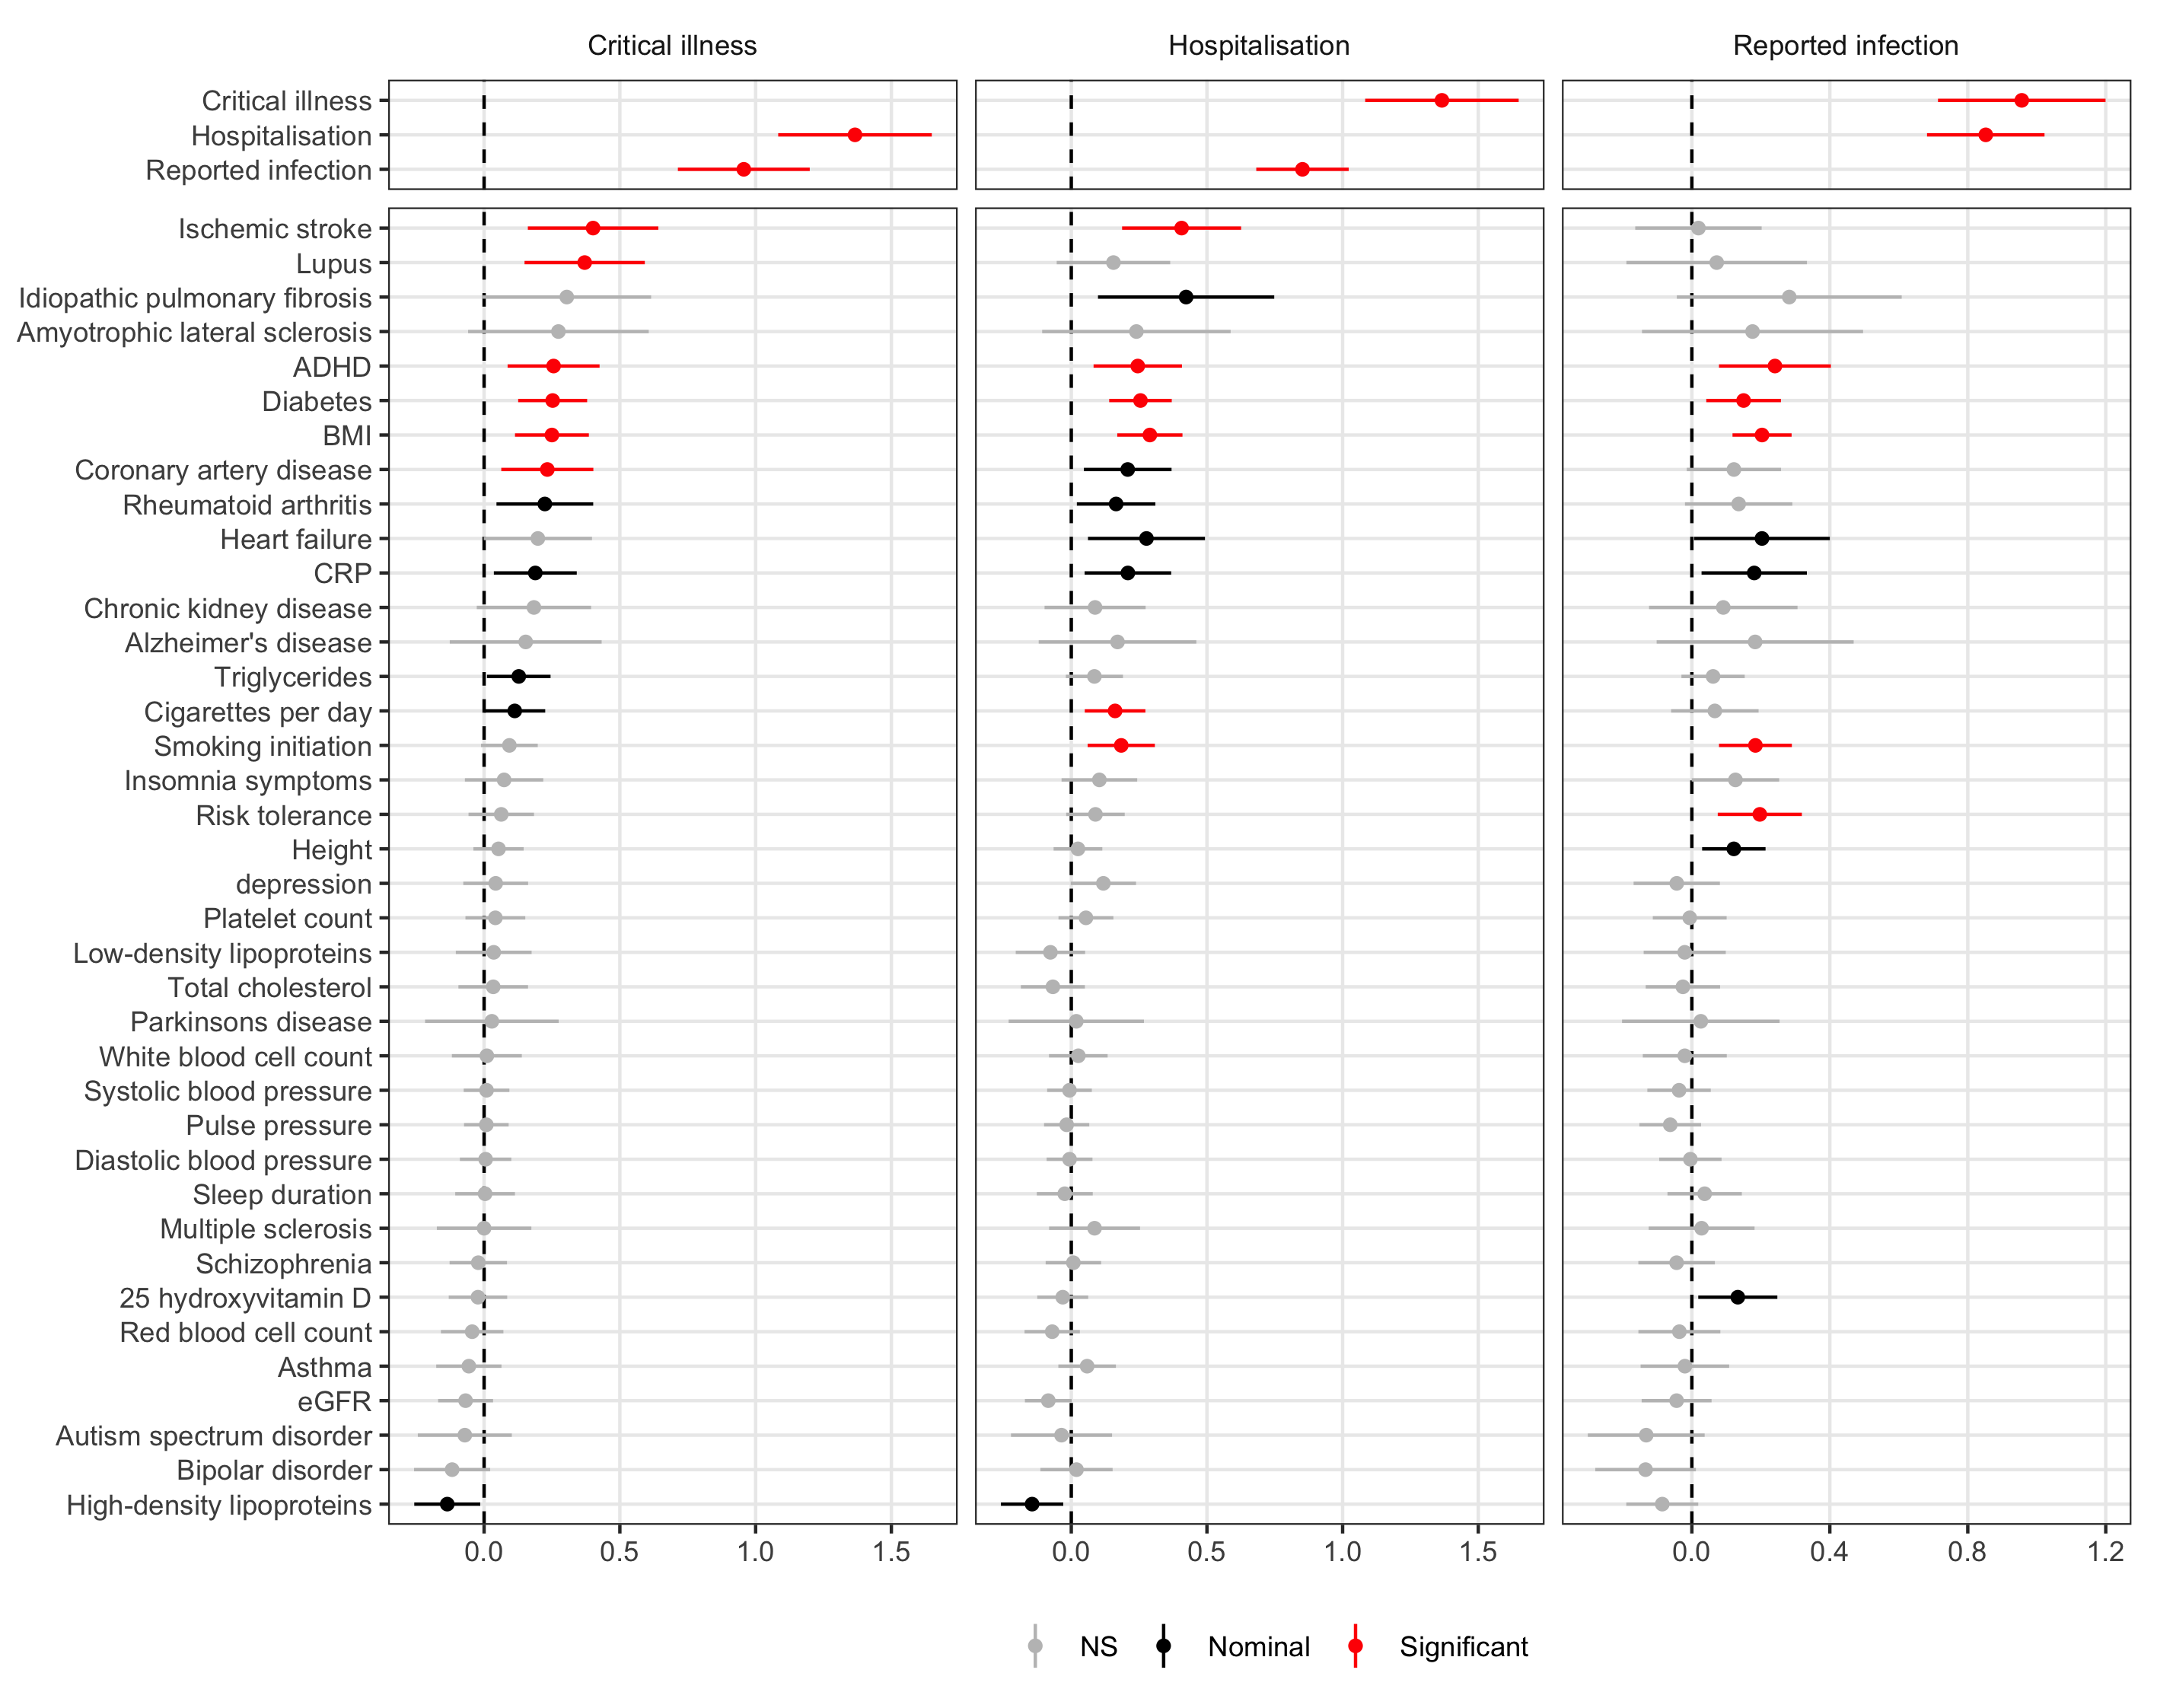 Critical illness Hospitalisation Reported infection
Critical illness
Hospitalisation
Reported infection
Ischemic stroke
Lupus
Idiopathic pulmonary fibrosis
Amyotrophic lateral sclerosis
ADHD
Diabetes
BMI
Coronary artery disease
Rheumatoid arthritis
Heart failure
CRP
Chronic kidney disease
Alzheimer's disease
Triglycerides
Cigarettes per day
Smoking initiation
Insomnia symptoms
Risk tolerance
Height
depression
Platelet count
Low-density lipoproteins
Total cholesterol
Parkinsons disease
White blood cell count
Systolic blood pressure
Pulse pressure
Diastolic blood pressure
Sleep duration
Multiple sclerosis
Schizophrenia
25 hydroxyvitamin D
Red blood cell count
Asthma
eGFR
Autism spectrum disorder
Bipolar disorder
High-density lipoproteins
0.0 0.5 1.0 1.5 0.0 0.5 1.0 1.5 0.0 0.4 0.8 1.2
NS Nominal Significant